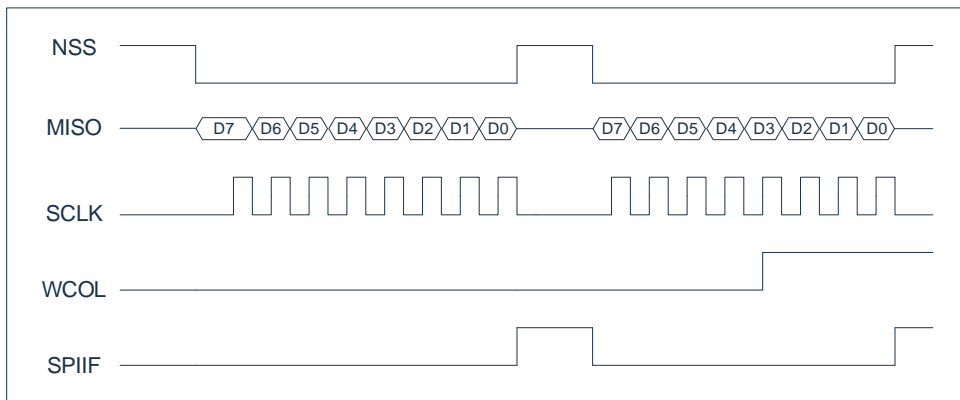 NSS
MISO D7 D6 D5 D4 D3 D2 D1 D0 D7 D6 D5 D4 D3 D2 D1 D0
SCLK
WCOL
SPIIF